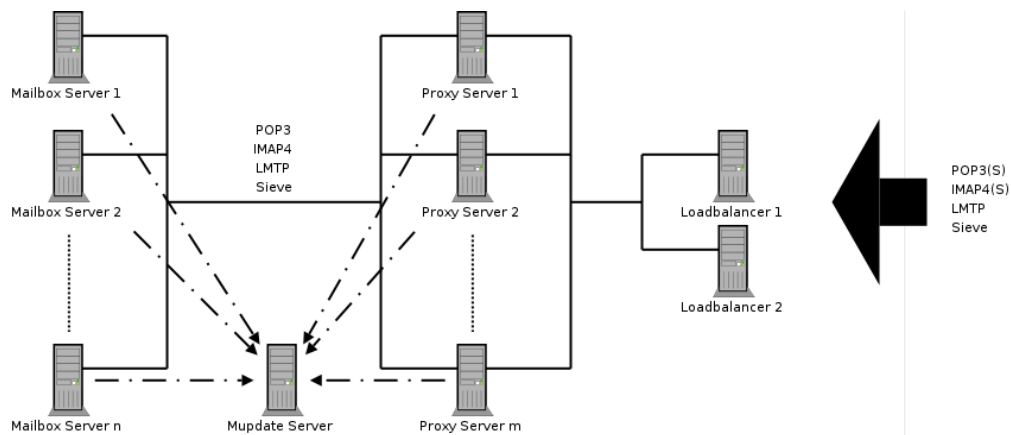 Mailbox Server 1
Proxy Server 1
POP3
IMAP4
LMTP
Sieve
Mailbox Server 2
Proxy Server 2
Loadbalancer 1
Loadbalancer 2
POP3(S)
IMAP4(S)
LMTP
Sieve
Mailbox Server n
Mupdate Server
Proxy Server m